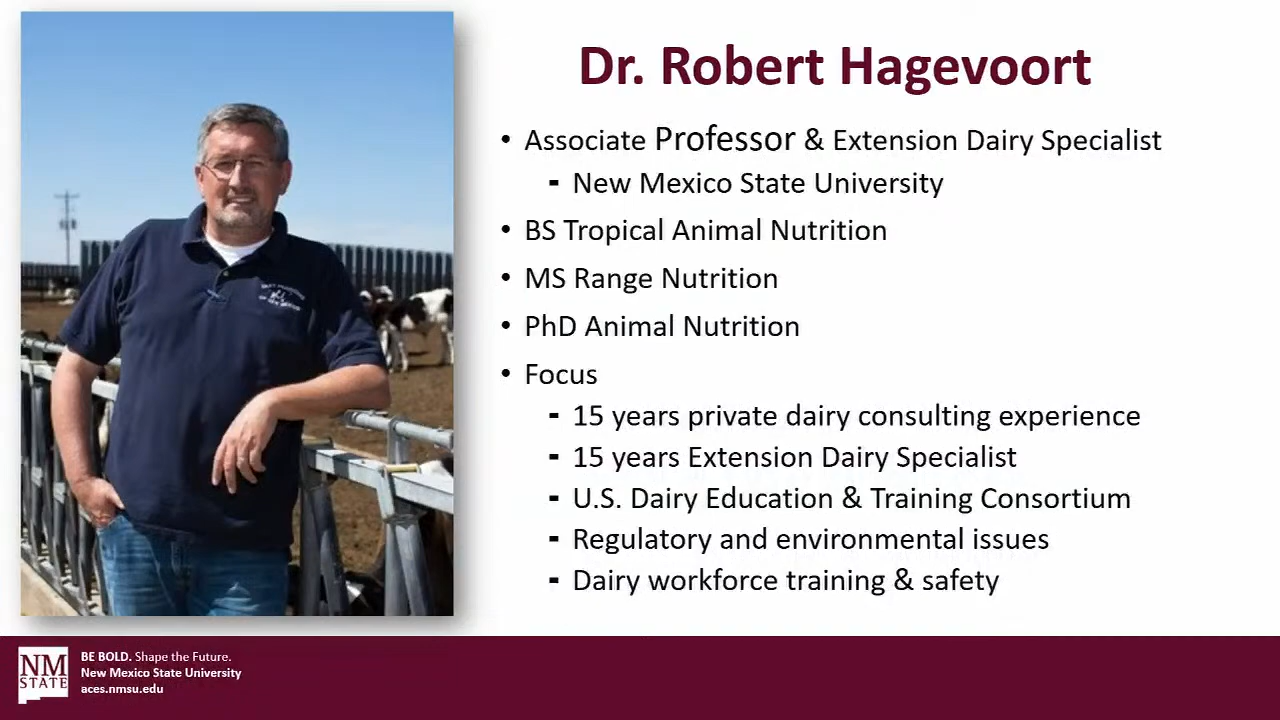 Dr. Robert Hagevoort
• Associate Professor & Extension Dairy Specialist
- New Mexico State University
• BS Tropical Animal Nutrition
• MS Range Nutrition
• PhD Animal Nutrition
• Focus
- 15 years private dairy consulting experience
- 15 years Extension Dairy Specialist
- U.S. Dairy Education & Training Consortium
- Regulatory and environmental issues
- Dairy workforce training & safety
NM
STATE
BE BOLD. Shape the Future.
New Mexico State University
aces.nmsu.edu